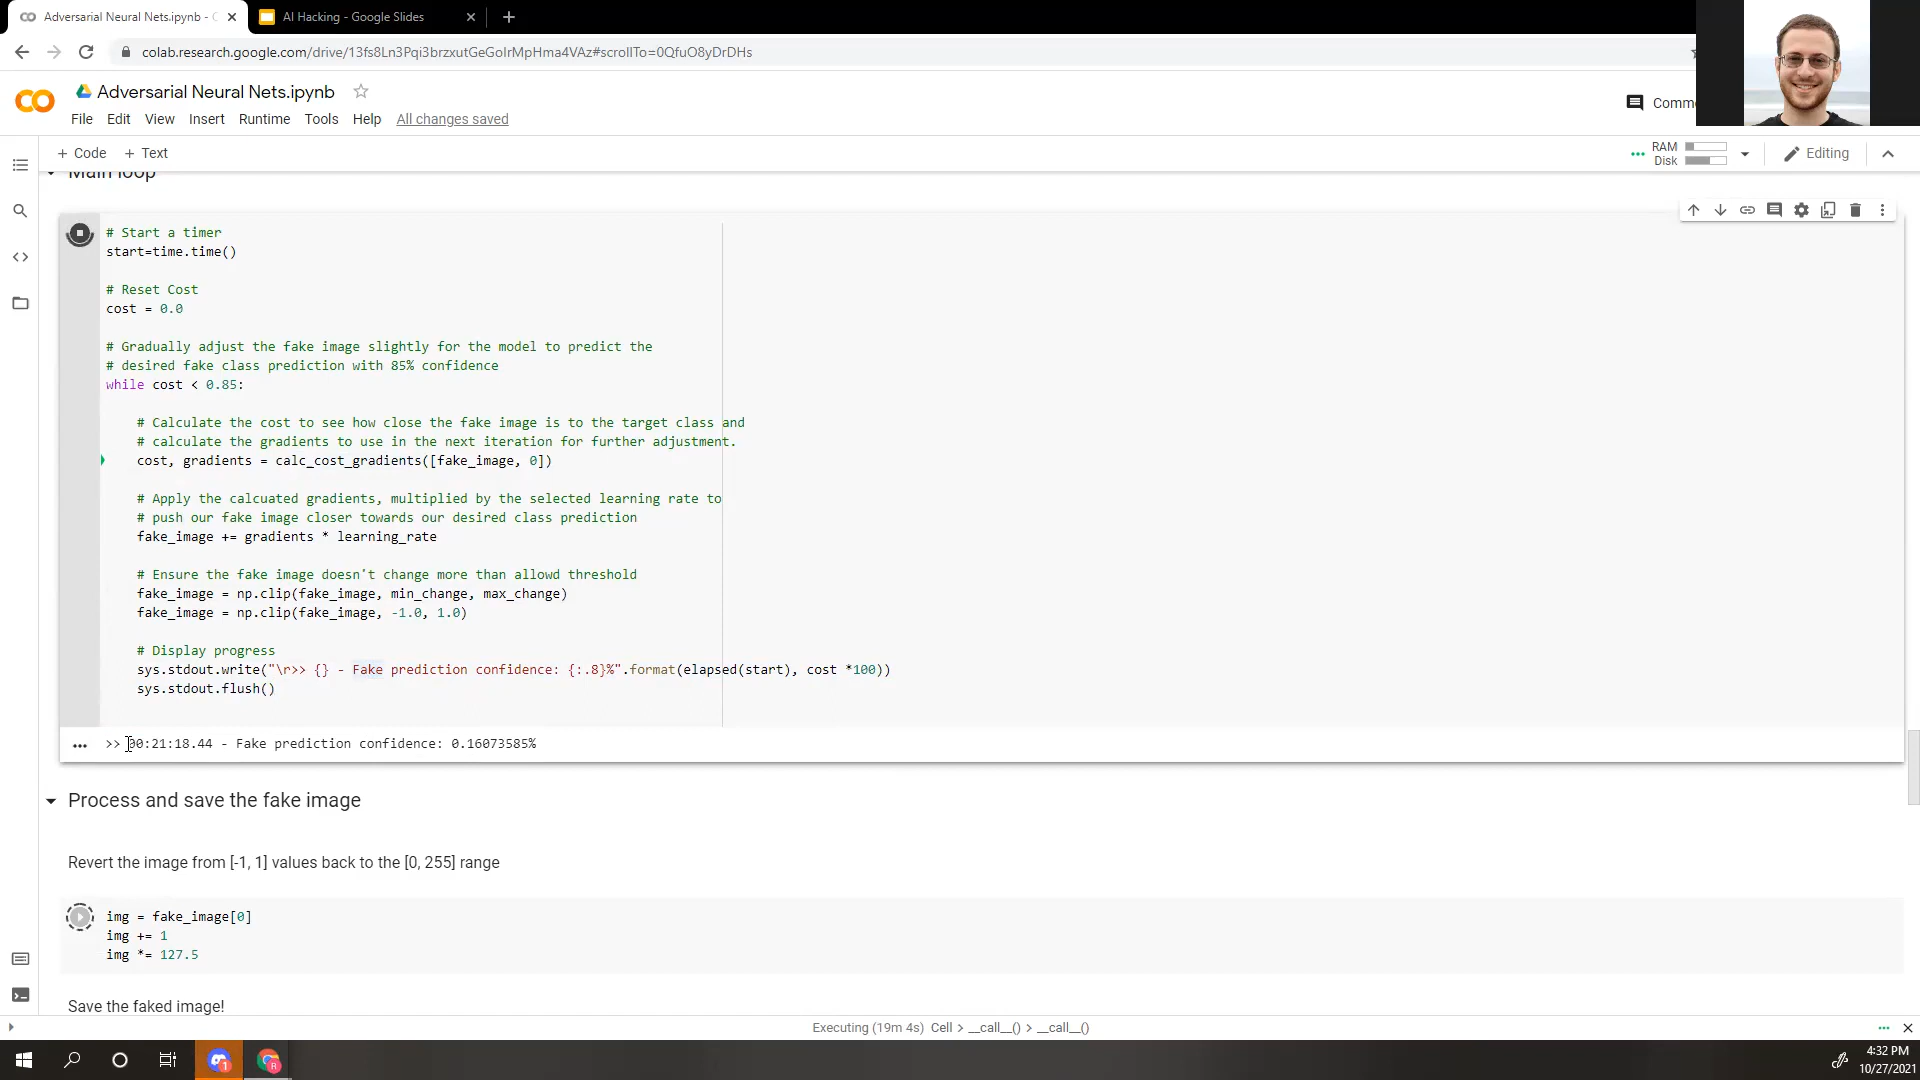 Adversarial Neural Nets.ipynb - C
AI Hacking - Google Slides
colab.research.google.com/drive/13fs8Ln3Pqi3brzxutGeGoIrMpHma4VAz#scrollTo=0QfuO8yDrDHs
CO
Adversarial Neural Nets.ipynb
Comm
File Edit View Insert Runtime Tools Help All changes saved
+ Code + Text
RAM
Disk
Editing
Main loop
# Start a timer
start=time.time()
# Reset Cost
cost = 0.0
# Gradually adjust the fake image slightly for the model to predict the
# desired fake class prediction with 85% confidence
while cost < 0.85:
# Calculate the cost to see how close the fake image is to the target class and
# calculate the gradients to use in the next iteration for further adjustment.
cost, gradients = calc_cost_gradients([fake_image, 0])
# Apply the calcuated gradients, multiplied by the selected learning rate to
# push our fake image closer towards our desired class prediction
fake_image += gradients * learning_rate
# Ensure the fake image doesn't change more than allowd threshold
fake_image = np.clip(fake_image, min_change, max_change)
fake_image = np.clip(fake_image, -1.0, 1.0)
# Display progress
sys.stdout.write("\r>> {} - Fake prediction confidence: {:.8}%".format(elapsed(start), cost *100))
sys.stdout.flush()
>> 00:21:18.44 - Fake prediction confidence: 0.16073585%
Process and save the fake image
Revert the image from [-1, 1] values back to the [0, 255] range
img = fake_image[0]
img += 1
img *= 127.5
Save the faked image!
Executing (19m 4s) Cell > __call__() > __call__()
4:32 PM
10/27/2021